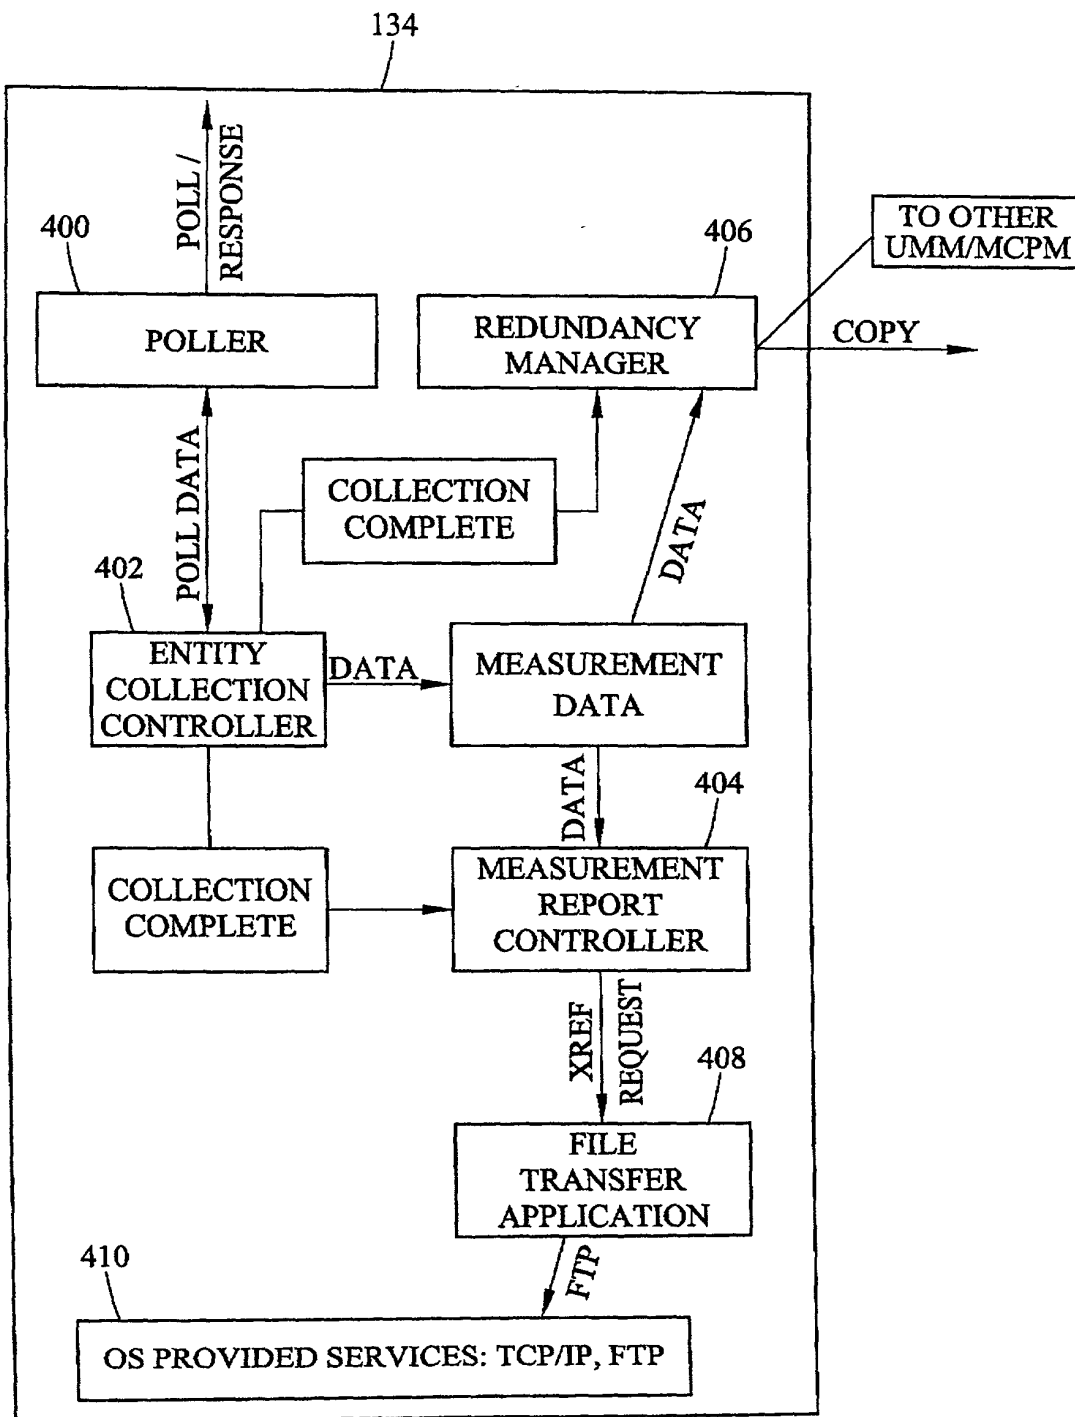 134
POLL /
RESPONSE
400
POLLER
406
REDUNDANCY
MANAGER
TO OTHER
UMM/MCPM
COPY
POLL DATA
COLLECTION
COMPLETE
DATA
402
ENTITY
COLLECTION
CONTROLLER
DATA
MEASUREMENT
DATA
DATA
404
COLLECTION
COMPLETE
MEASUREMENT
REPORT
CONTROLLER
XREF
REQUEST
408
FILE
TRANSFER
APPLICATION
FTP
410
OS PROVIDED SERVICES: TCP/IP, FTP